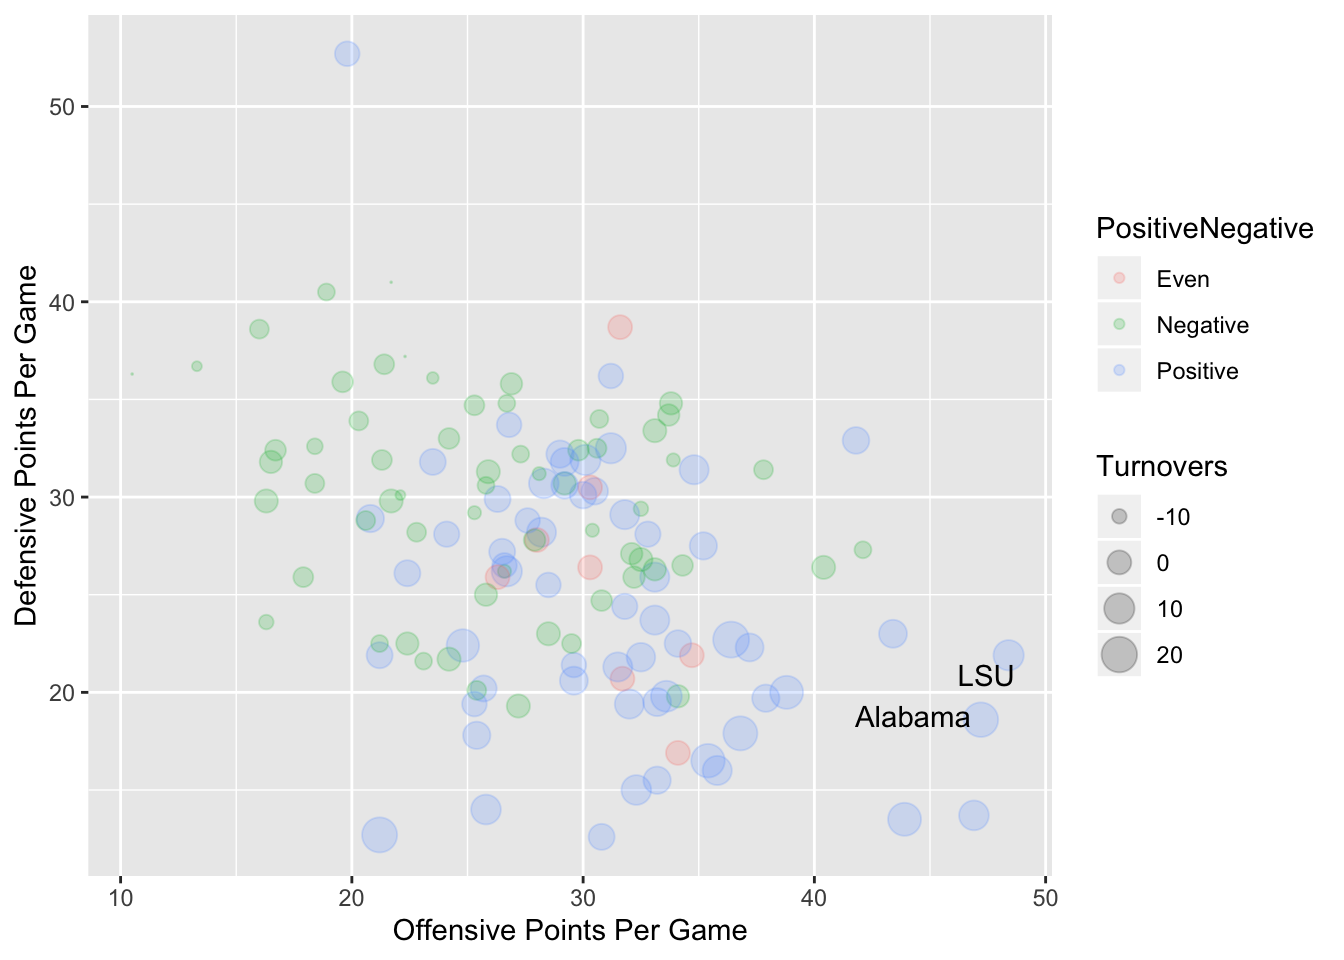 50
40
30
20
10
20
30
40
50
Defensive Points Per Game
Offensive Points Per Game
LSU
Alabama
PositiveNegative
Even
Negative
Positive
Turnovers
-10
0
10
20